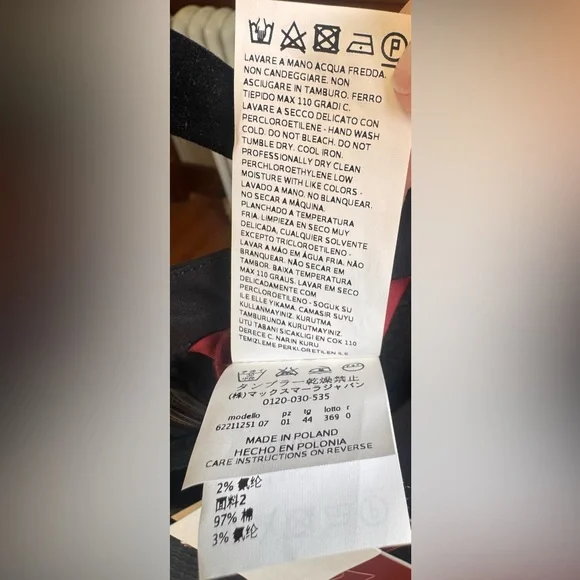 P
LAVARE A MANO ACQUA FREDDA.
NON CANDEGGIARE. NON
ASCIUGARE IN TAMBURO. FERRO
TIEPIDO MAX 110 GRADI C.
LAVARE A SECCO DELICATO CON
PERCLOROETILENE - HAND WASH
COLD. DO NOT BLEACH. DO NOT
TUMBLE DRY. COOL IRON.
PROFESSIONALLY DRY CLEAN
PERCHLOROETHYLENE LOW
MOISTURE WITH LIKE COLORS -
LAVADO A MANO. NO BLANQUEAR.
NO SECAR A MÁQUINA.
PLANCHADO A TEMPERATURA
FRIA. LIMPIEZA EN SECO MUY
DELICADA, CUALQUIER SOLVENTE
EXCEPTO TRICLOROETILENO -
LAVAR A MÃO EM ÁGUA FRIA. NÃO
BRANQUEAR. NÃO SECAR EM
TAMBOR. BAIXA TEMPERATURA
MAX 110 GRAUS. LAVAR EM SECO
DELICADAMENTE COM
PERCLOROETILENO - SOGUK SU
ILE ELLE YIKAMA. CAMASIR SUYU
KULLANMAYINIZ. KURUTMA
TAMBURUNDA KURUTMAYINIZ.
ÜTU TABANI SICAKLIGI EN COK 110
DERECE C. NARIN KURU
TEMIZLEME PERKLORETILEN ILE
タンブラー乾燥禁止
(株)マックスマーラジャパン
0120-030-535
modello pz tg lotto r
62211251 07 01 44 369 0
MADE IN POLAND
HECHO EN POLONIA
CARE INSTRUCTIONS ON REVERSE
2% 氨纶
面料2
97% 棉
3% 氨纶